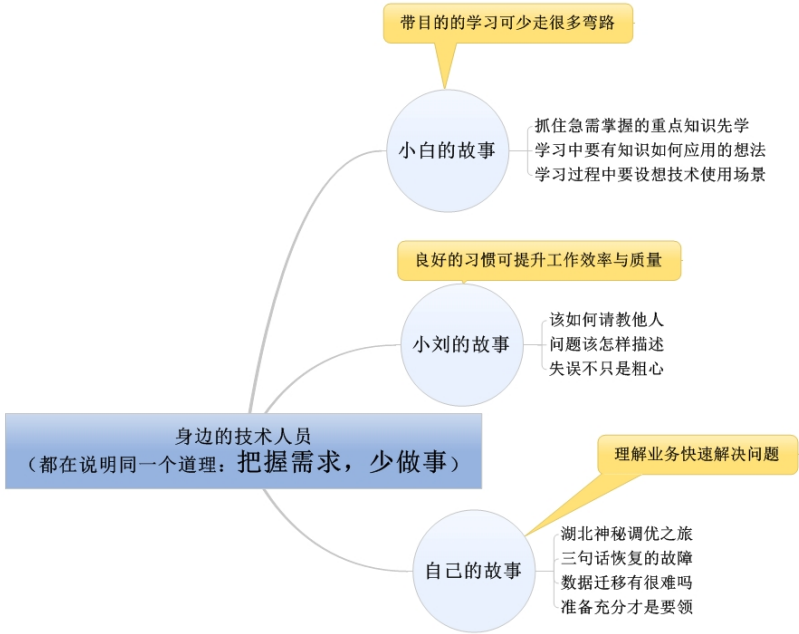 带目的的学习可少走很多弯路
小白的故事
抓住急需掌握的重点知识先学
学习中要有知识如何应用的想法
学习过程中要设想技术使用场景
良好的习惯可提升工作效率与质量
小刘的故事
该如何请教他人
问题该怎样描述
失误不只是粗心
身边的技术人员
（都在说明同一个道理：把握需求，少做事）
理解业务快速解决问题
自己的故事
湖北神秘调优之旅
三句话恢复的故障
数据迁移有很难吗
准备充分才是要领